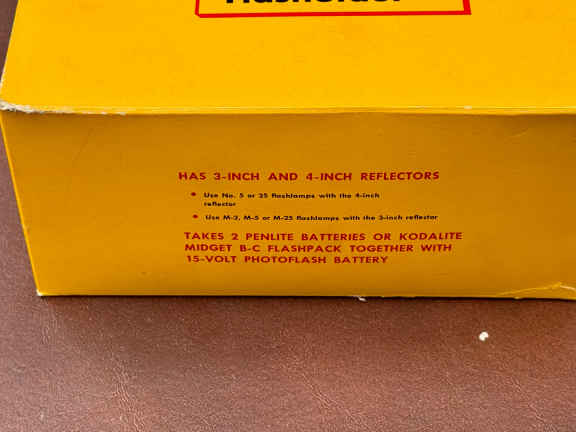 Flasholder
HAS 3-INCH AND 4-INCH REFLECTORS
• Use No. 5 or 25 flashlamps with the 4-inch
reflector
• Use M-2, M-5 or M-25 flashlamps with the 3-inch reflector
TAKES 2 PENLITE BATTERIES OR KODALITE
MIDGET B-C FLASHPACK TOGETHER WITH
15-VOLT PHOTOFLASH BATTERY